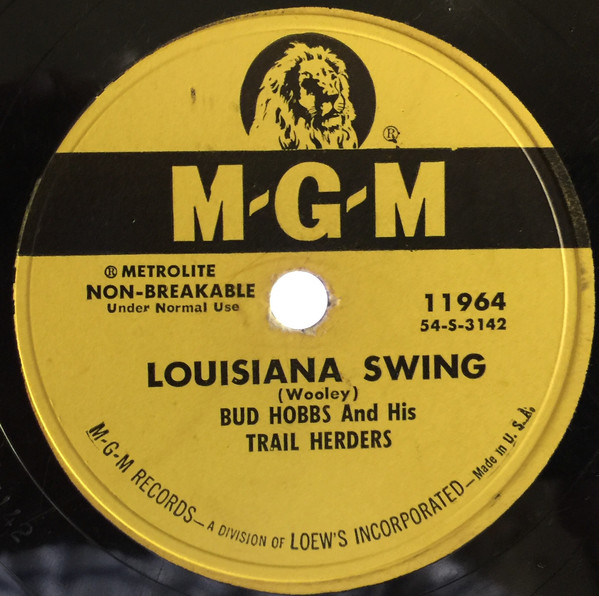 ®
M-G-M
® METROLITE
NON-BREAKABLE
Under Normal Use
11964
54-S-3142
LOUISIANA SWING
(Wooley)
BUD HOBBS And His
TRAIL HERDERS
M-G-M RECORDS—A DIVISION OF LOEW'S INCORPORATED—Made in U. S. A.